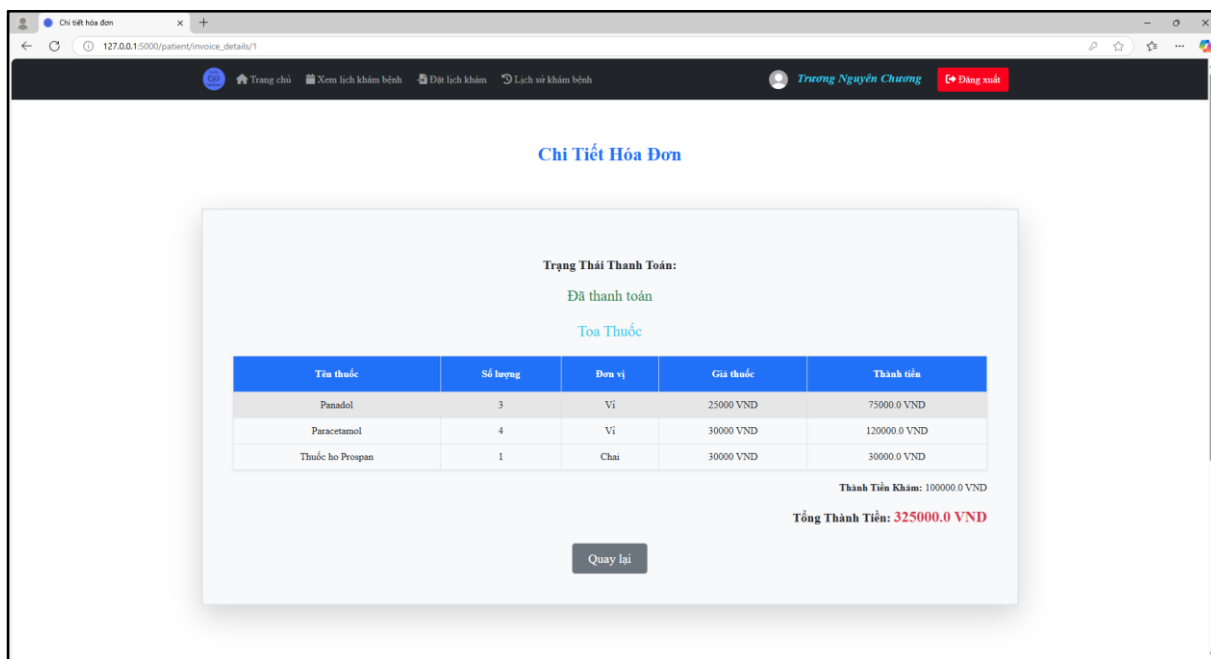 Chi tiết hóa đơn
127.0.0.1:5000/patient/invoice_details/1
Trang chủ Xem lịch khám bệnh Đặt lịch khám Lịch sử khám bệnh Trương Nguyên Chương Đăng xuất
Chi Tiết Hóa Đơn
Trạng Thái Thanh Toán:
Đã thanh toán
Toa Thuốc
Tên thuốc Số lượng Đơn vị Giá thuốc Thành tiền
Panadol 3 Vỉ 25000 VND 75000.0 VND
Paracetamol 4 Vỉ 30000 VND 120000.0 VND
Thuốc ho Prospan 1 Chai 30000 VND 30000.0 VND
Thành Tiền Khám: 100000.0 VND
Tổng Thành Tiền: 325000.0 VND
Quay lại